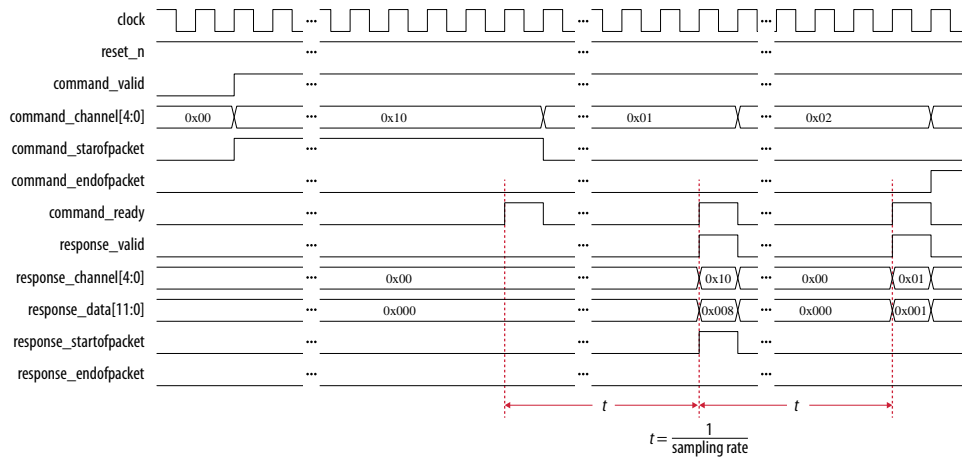 clock ... ... ...
reset_n ... ... ...
command_valid ... ... ...
command_channel[4:0] 0x00 ... 0x10 ... 0x01 ... 0x02
command_starofpacket ... ... ...
command_endofpacket ... ... ...
command_ready ... ... ...
response_valid ... ... ...
response_channel[4:0] ... 0x00 ... 0x10 ... 0x00 ... 0x01
response_data[11:0] ... 0x000 ... 0x008 ... 0x000 ... 0x001
response_startofpacket ... ... ...
response_endofpacket ... ... ...
t t
t = 1
sampling rate